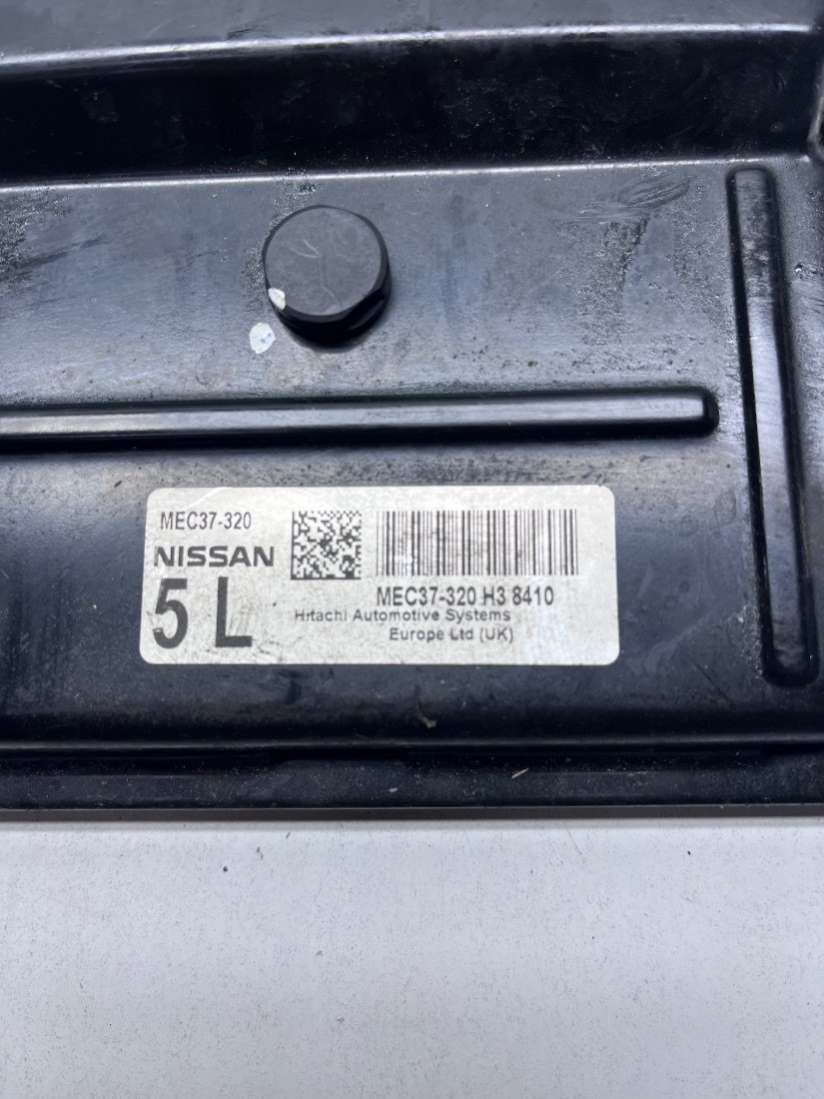 MEC37-320
NISSAN
5 L
MEC37-320 H3 8410
Hitachi Automotive Systems
Europe Ltd (UK)